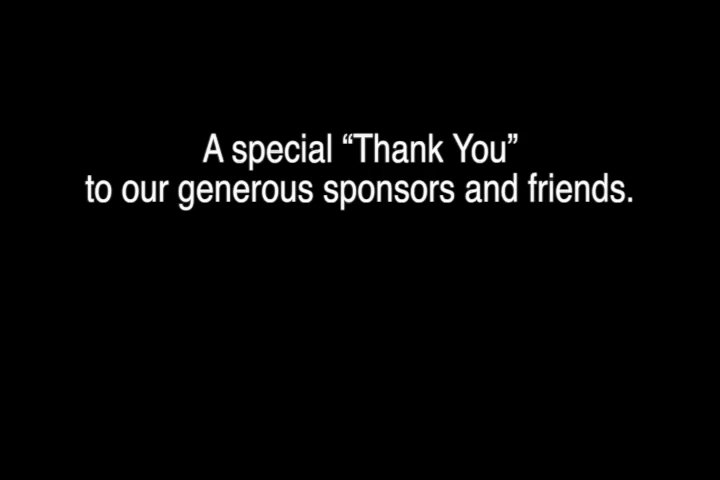 A special “Thank You”
to our generous sponsors and friends.